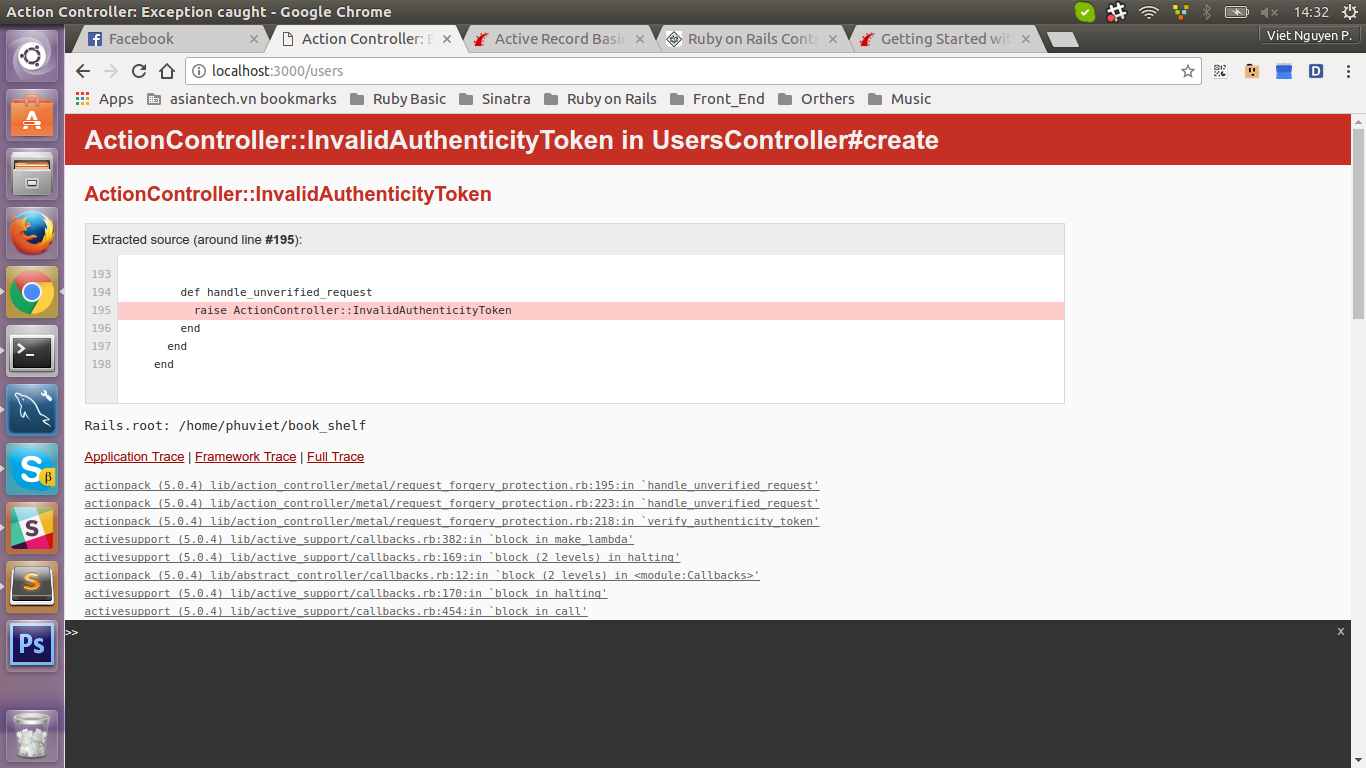 Action Controller: Exception caught - Google Chrome
14:32
Facebook
Action Controller: E
Active Record Basic
Ruby on Rails Contr
Getting Started wit
Viet Nguyen P.
localhost:3000/users
Apps asiantech.vn bookmarks Ruby Basic Sinatra Ruby on Rails Front_End Orthers Music
ActionController::InvalidAuthenticityToken in UsersController#create
ActionController::InvalidAuthenticityToken
Extracted source (around line #195):
193
194 def handle_unverified_request
195 raise ActionController::InvalidAuthenticityToken
196 end
197 end
198 end
Rails.root: /home/phuviet/book_shelf
Application Trace | Framework Trace | Full Trace
actionpack (5.0.4) lib/action_controller/metal/request_forgery_protection.rb:195:in `handle_unverified_request'
actionpack (5.0.4) lib/action_controller/metal/request_forgery_protection.rb:223:in `handle_unverified_request'
actionpack (5.0.4) lib/action_controller/metal/request_forgery_protection.rb:218:in `verify_authenticity_token'
activesupport (5.0.4) lib/active_support/callbacks.rb:382:in `block in make_lambda'
activesupport (5.0.4) lib/active_support/callbacks.rb:169:in `block (2 levels) in halting'
actionpack (5.0.4) lib/abstract_controller/callbacks.rb:12:in `block (2 levels) in <module:Callbacks>'
activesupport (5.0.4) lib/active_support/callbacks.rb:170:in `block in halting'
activesupport (5.0.4) lib/active_support/callbacks.rb:454:in `block in call'
>>
x
Ps